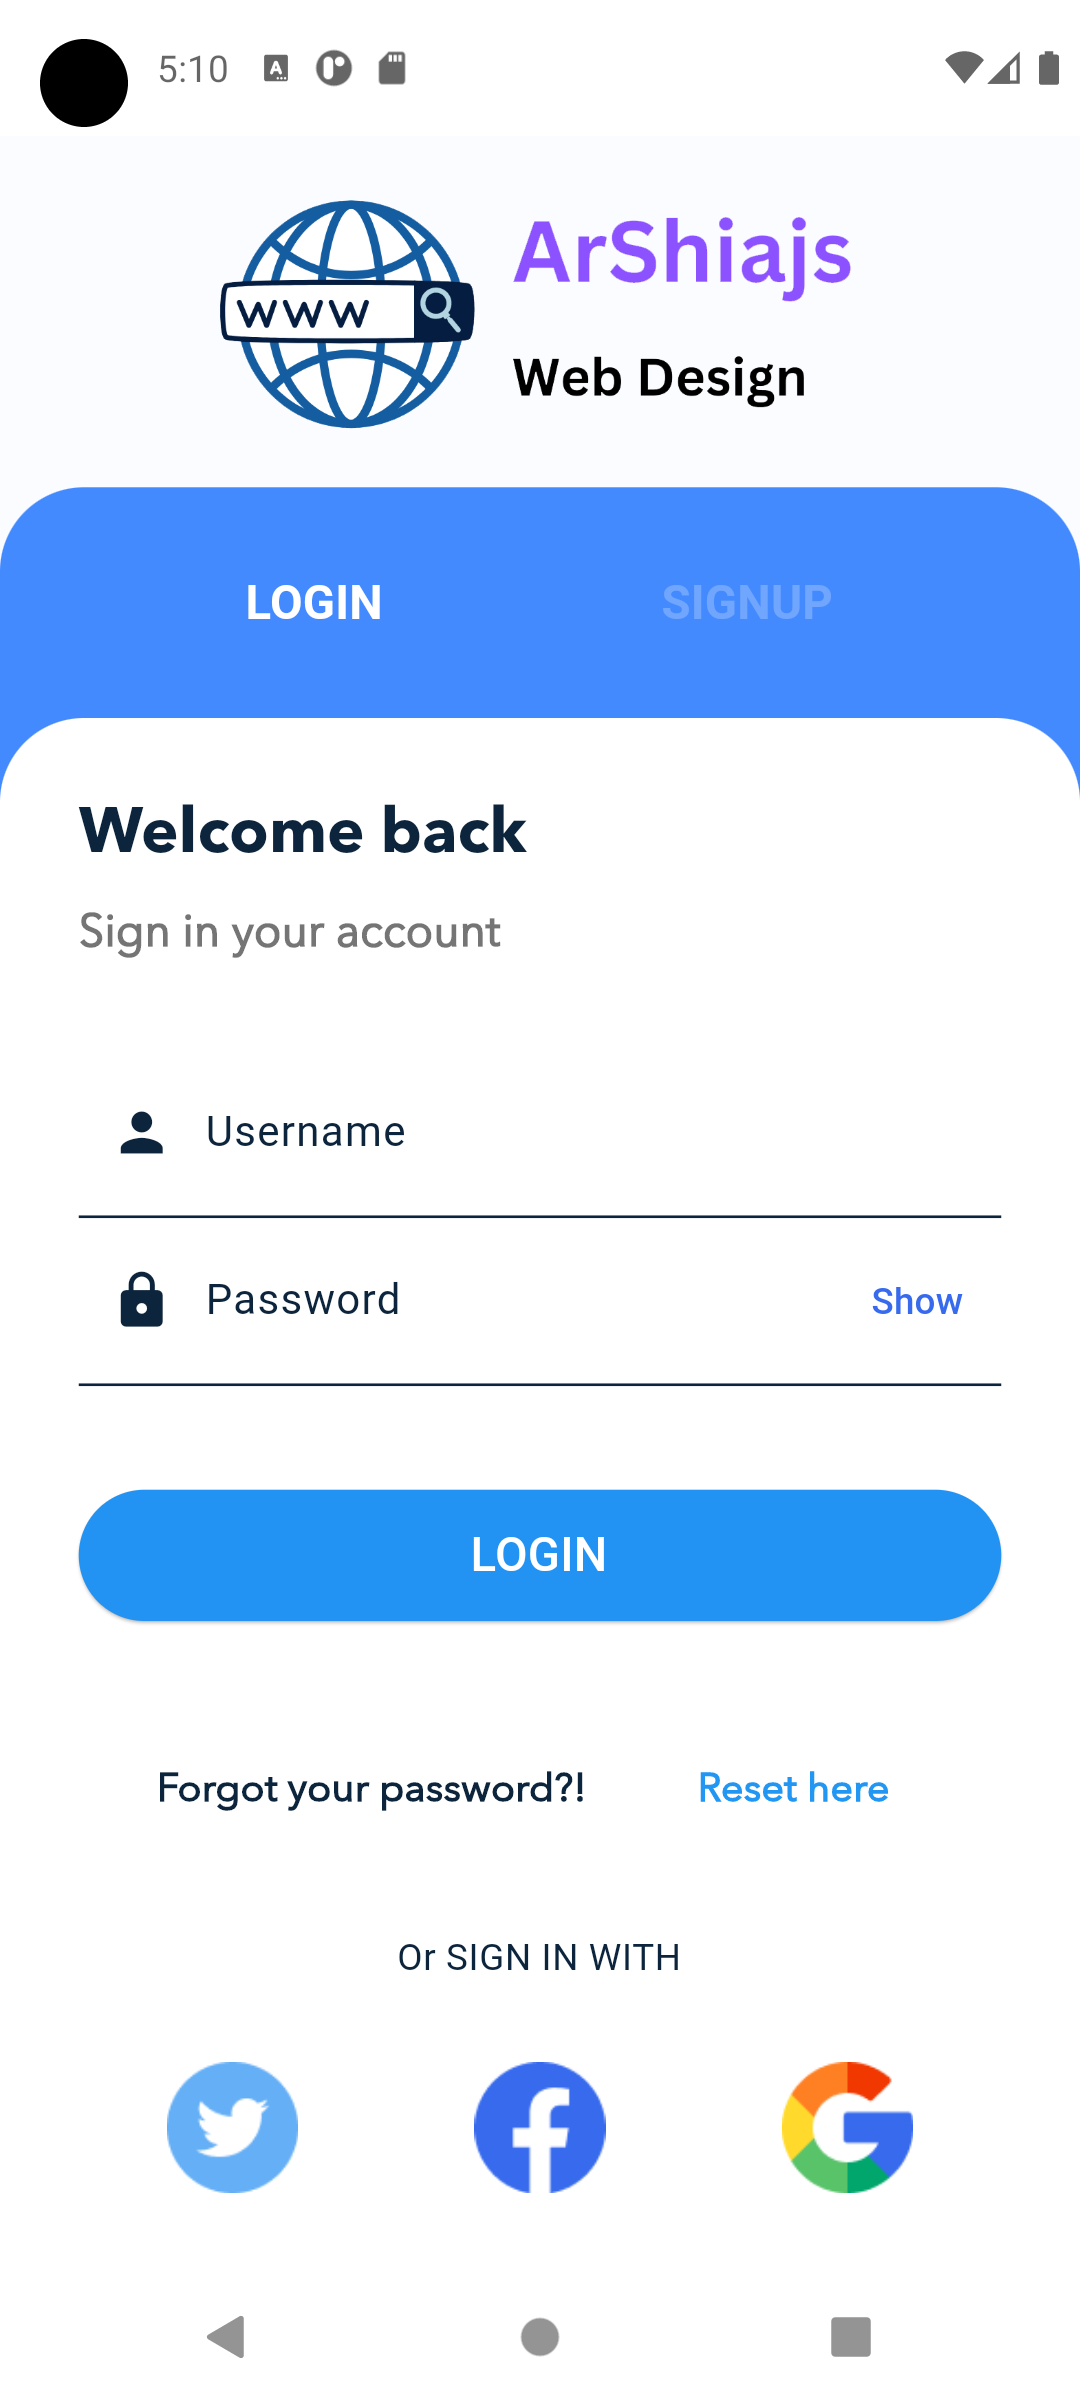 5:10
ArShiajs
www
Web Design
LOGIN SIGNUP
Welcome back
Sign in your account
Username
Password Show
LOGIN
Forgot your password?! Reset here
Or SIGN IN WITH